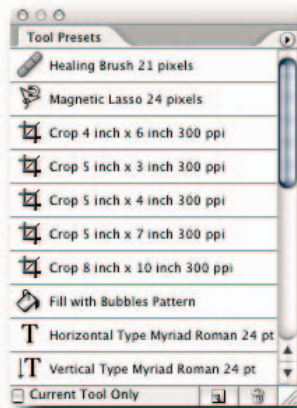 Tool Presets
Healing Brush 21 pixels
Magnetic Lasso 24 pixels
Crop 4 inch x 6 inch 300 ppi
Crop 5 inch x 3 inch 300 ppi
Crop 5 inch x 4 inch 300 ppi
Crop 5 inch x 7 inch 300 ppi
Crop 8 inch x 10 inch 300 ppi
Fill with Bubbles Pattern
T Horizontal Type Myriad Roman 24 pt
T Vertical Type Myriad Roman 24 pt
Current Tool Only